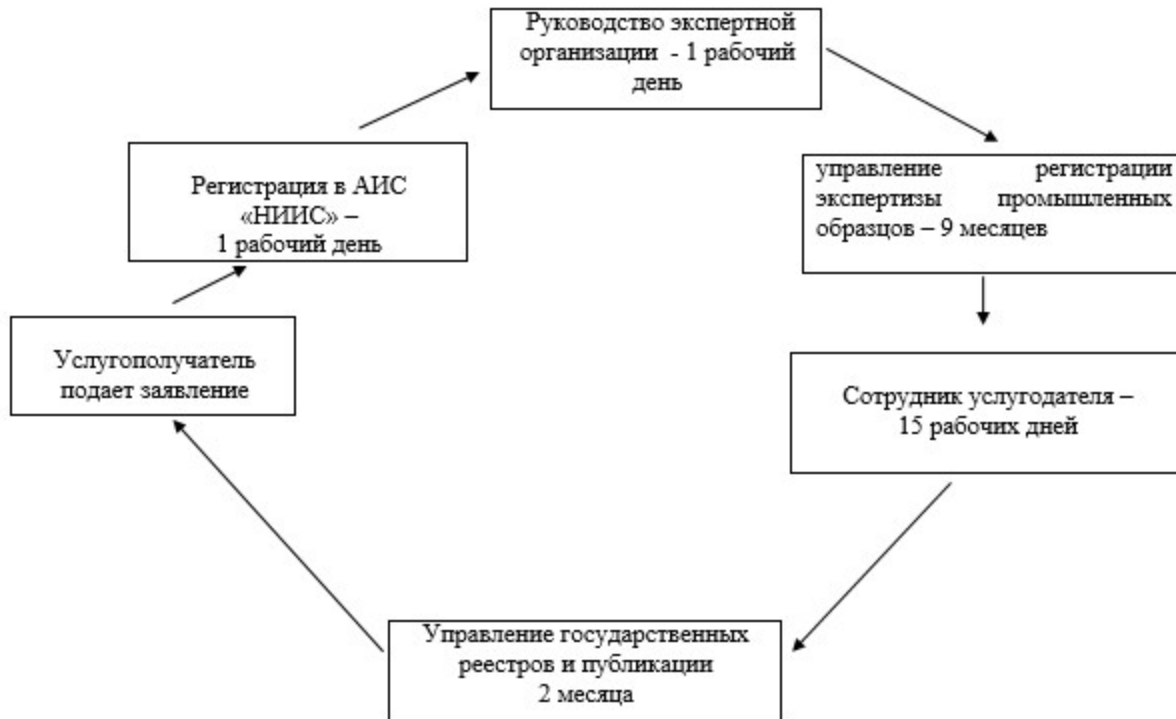 Руководство экспертной
организации - 1 рабочий
день
управление регистрации
экспертизы промышленных
образцов – 9 месяцев
Регистрация в АИС
«НИИС» –
1 рабочий день
Услугополучатель
подает заявление
Сотрудник услугодателя –
15 рабочих дней
Управление государственных
реестров и публикации
2 месяца